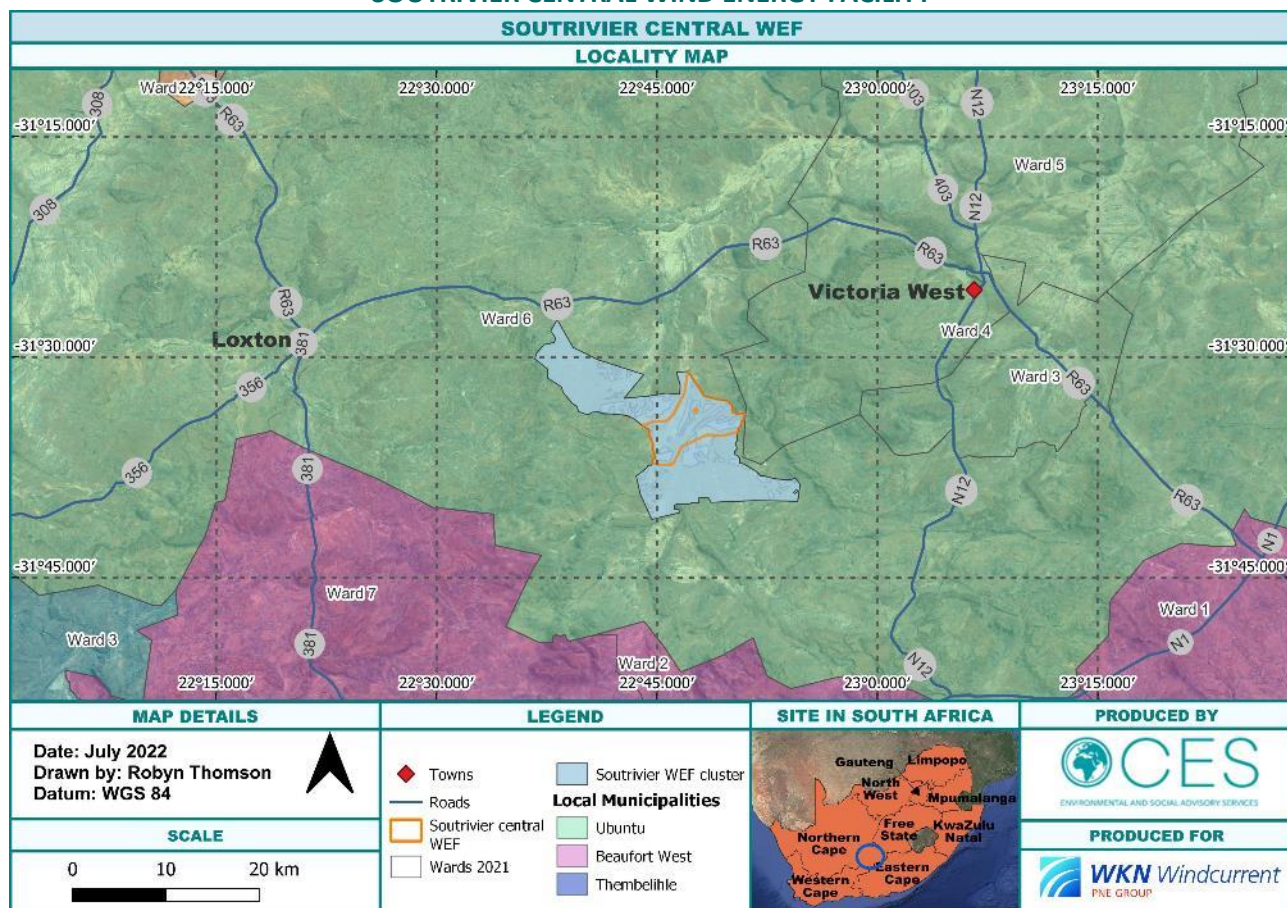 SOUTRIVIER CENTRAL WIND ENERGY FACILITY
SOUTRIVIER CENTRAL WEF
LOCALITY MAP
Ward
22°15.000'
22°30.000'
22°45.000'
23°0.000'
23°15.000'
308
R63
403
N12
-31°15.000'
-31°15.000'
Ward 5
308
403
N12
R63
R63
R63
R63
Ward 6
Victoria West
Loxton
381
Ward 4
-31°30.000'
-31°30.000'
356
Ward 3
R63
356
381
N12
R63
N1
-31°45.000'
-31°45.000'
Ward 7
Ward 1
Ward 3
381
Ward 2
N1
N12
22°15.000'
22°30.000'
22°45.000'
23°0.000'
23°15.000'
MAP DETAILS
Date: July 2022
Drawn by: Robyn Thomson
Datum: WGS 84
SCALE
0 10 20 km
LEGEND
Towns
Roads
Soutrivier central
WEF
Wards 2021
Soutrivier WEF cluster
Local Municipalities
Ubuntu
Beaufort West
Thembelihle
SITE IN SOUTH AFRICA
Gauteng
Limpopo
North
West
Mpumalanga
Free
State
KwaZulu
Natal
Northern
Cape
Eastern
Cape
Western
Cape
PRODUCED BY
CES
ENVIRONMENTAL AND SOCIAL ADVISORY SERVICES
PRODUCED FOR
WKN Windcurrent
PNE GROUP